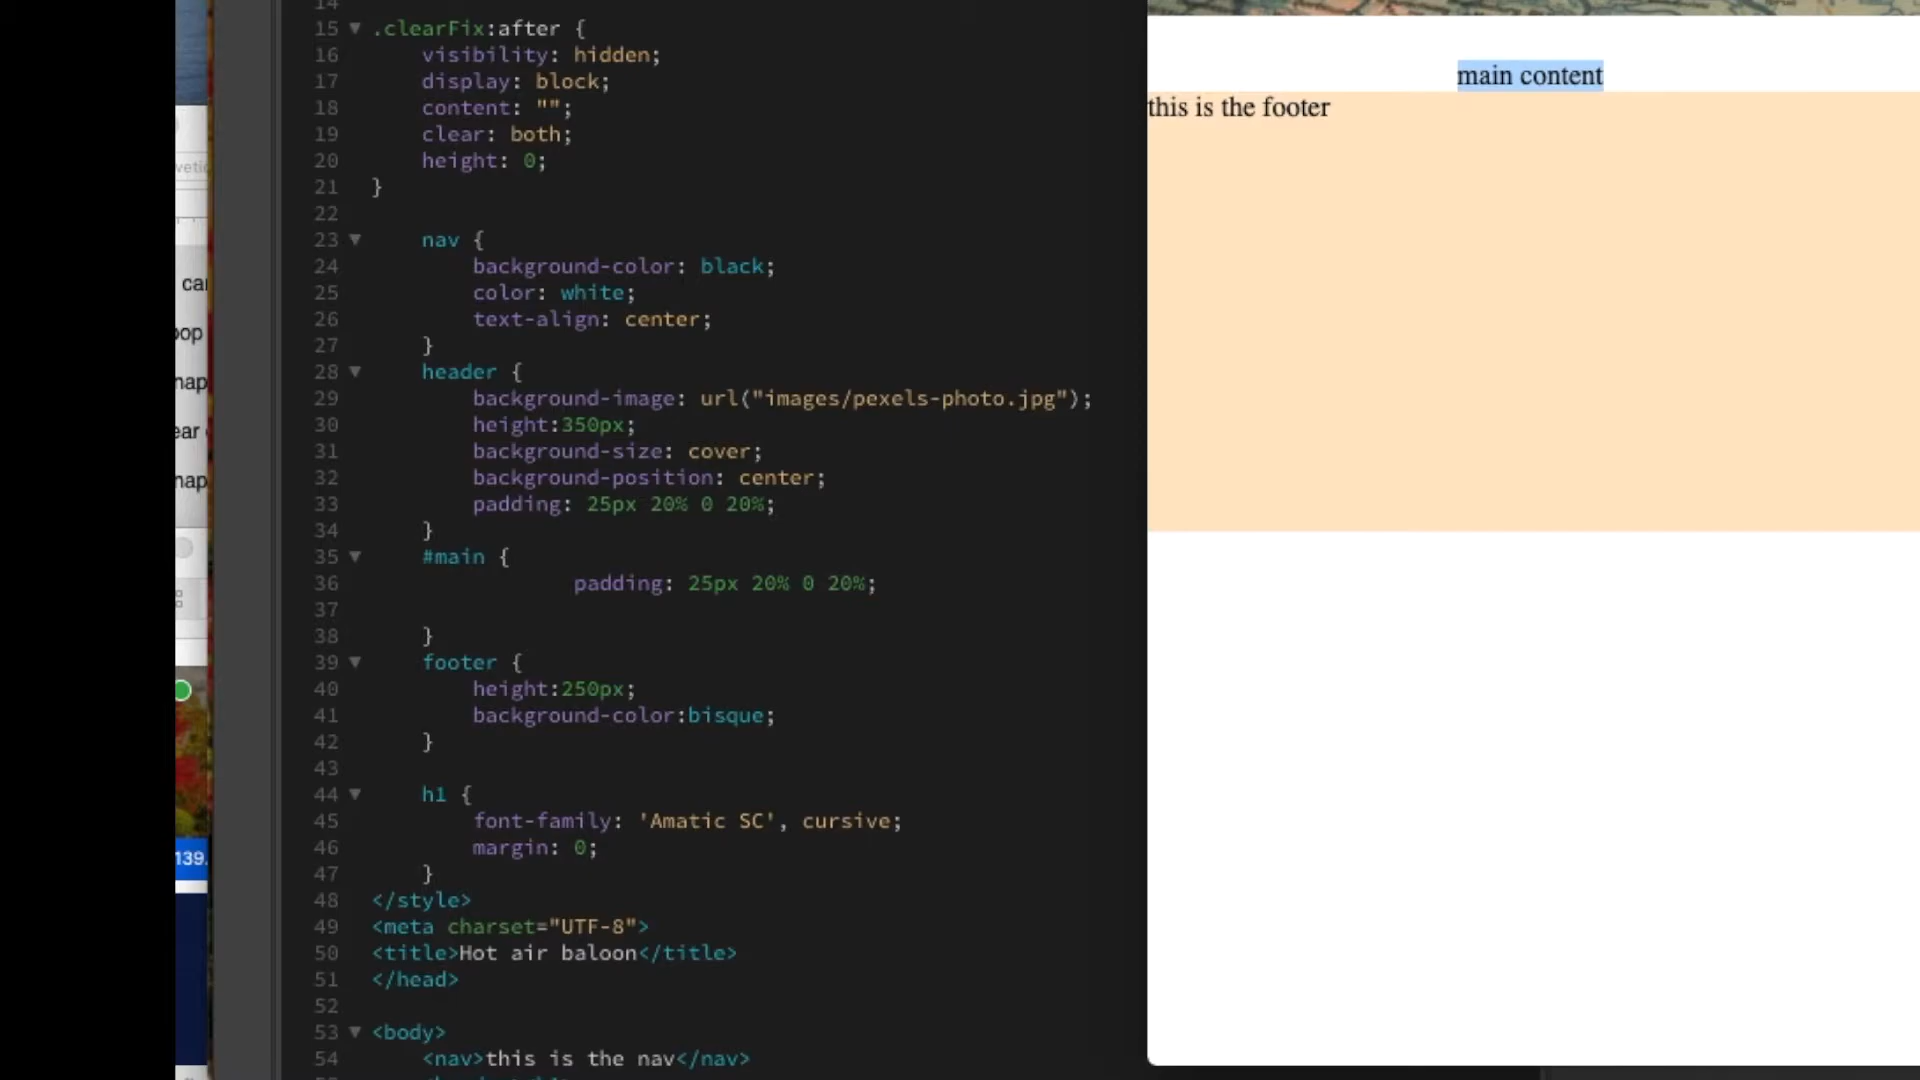 14
15 .clearFix:after {
16 visibility: hidden;
17 display: block;
18 content: "";
19 clear: both;
20 height: 0;
21 }
22
23 nav {
24 background-color: black;
25 color: white;
26 text-align: center;
27 }
28 header {
29 background-image: url("images/pexels-photo.jpg");
30 height:350px;
31 background-size: cover;
32 background-position: center;
33 padding: 25px 20% 0 20%;
34 }
35 #main {
36 padding: 25px 20% 0 20%;
37
38 }
39 footer {
40 height:250px;
41 background-color:bisque;
42 }
43
44 h1 {
45 font-family: 'Amatic SC', cursive;
46 margin: 0;
47 }
48 </style>
49 <meta charset="UTF-8">
50 <title>Hot air baloon</title>
51 </head>
52
53 <body>
54 <nav>this is the nav</nav>
main content
this is the footer
139.